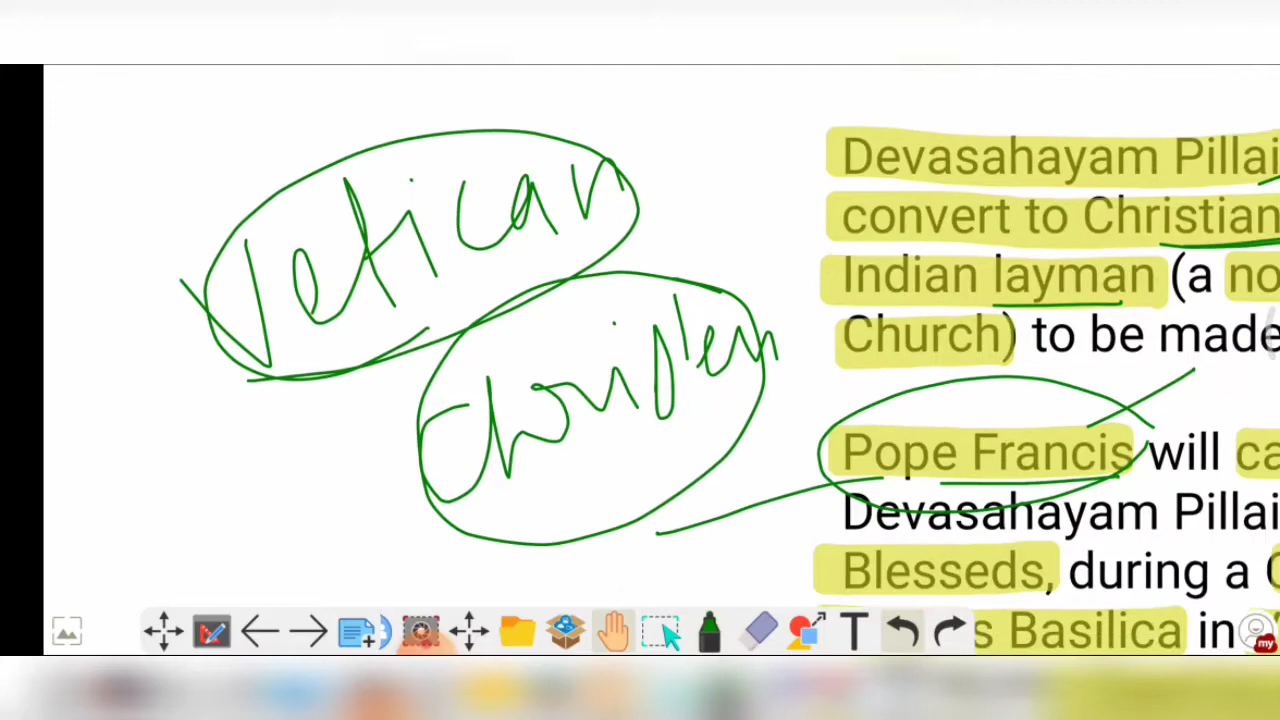 Vetican
Christen
Devasahayam Pillai
convert to Christian
Indian layman (a no
Church) to be made
Pope Francis will ca
Devasahayam Pillai
Blesseds, during a C
s Basilica in
T
my